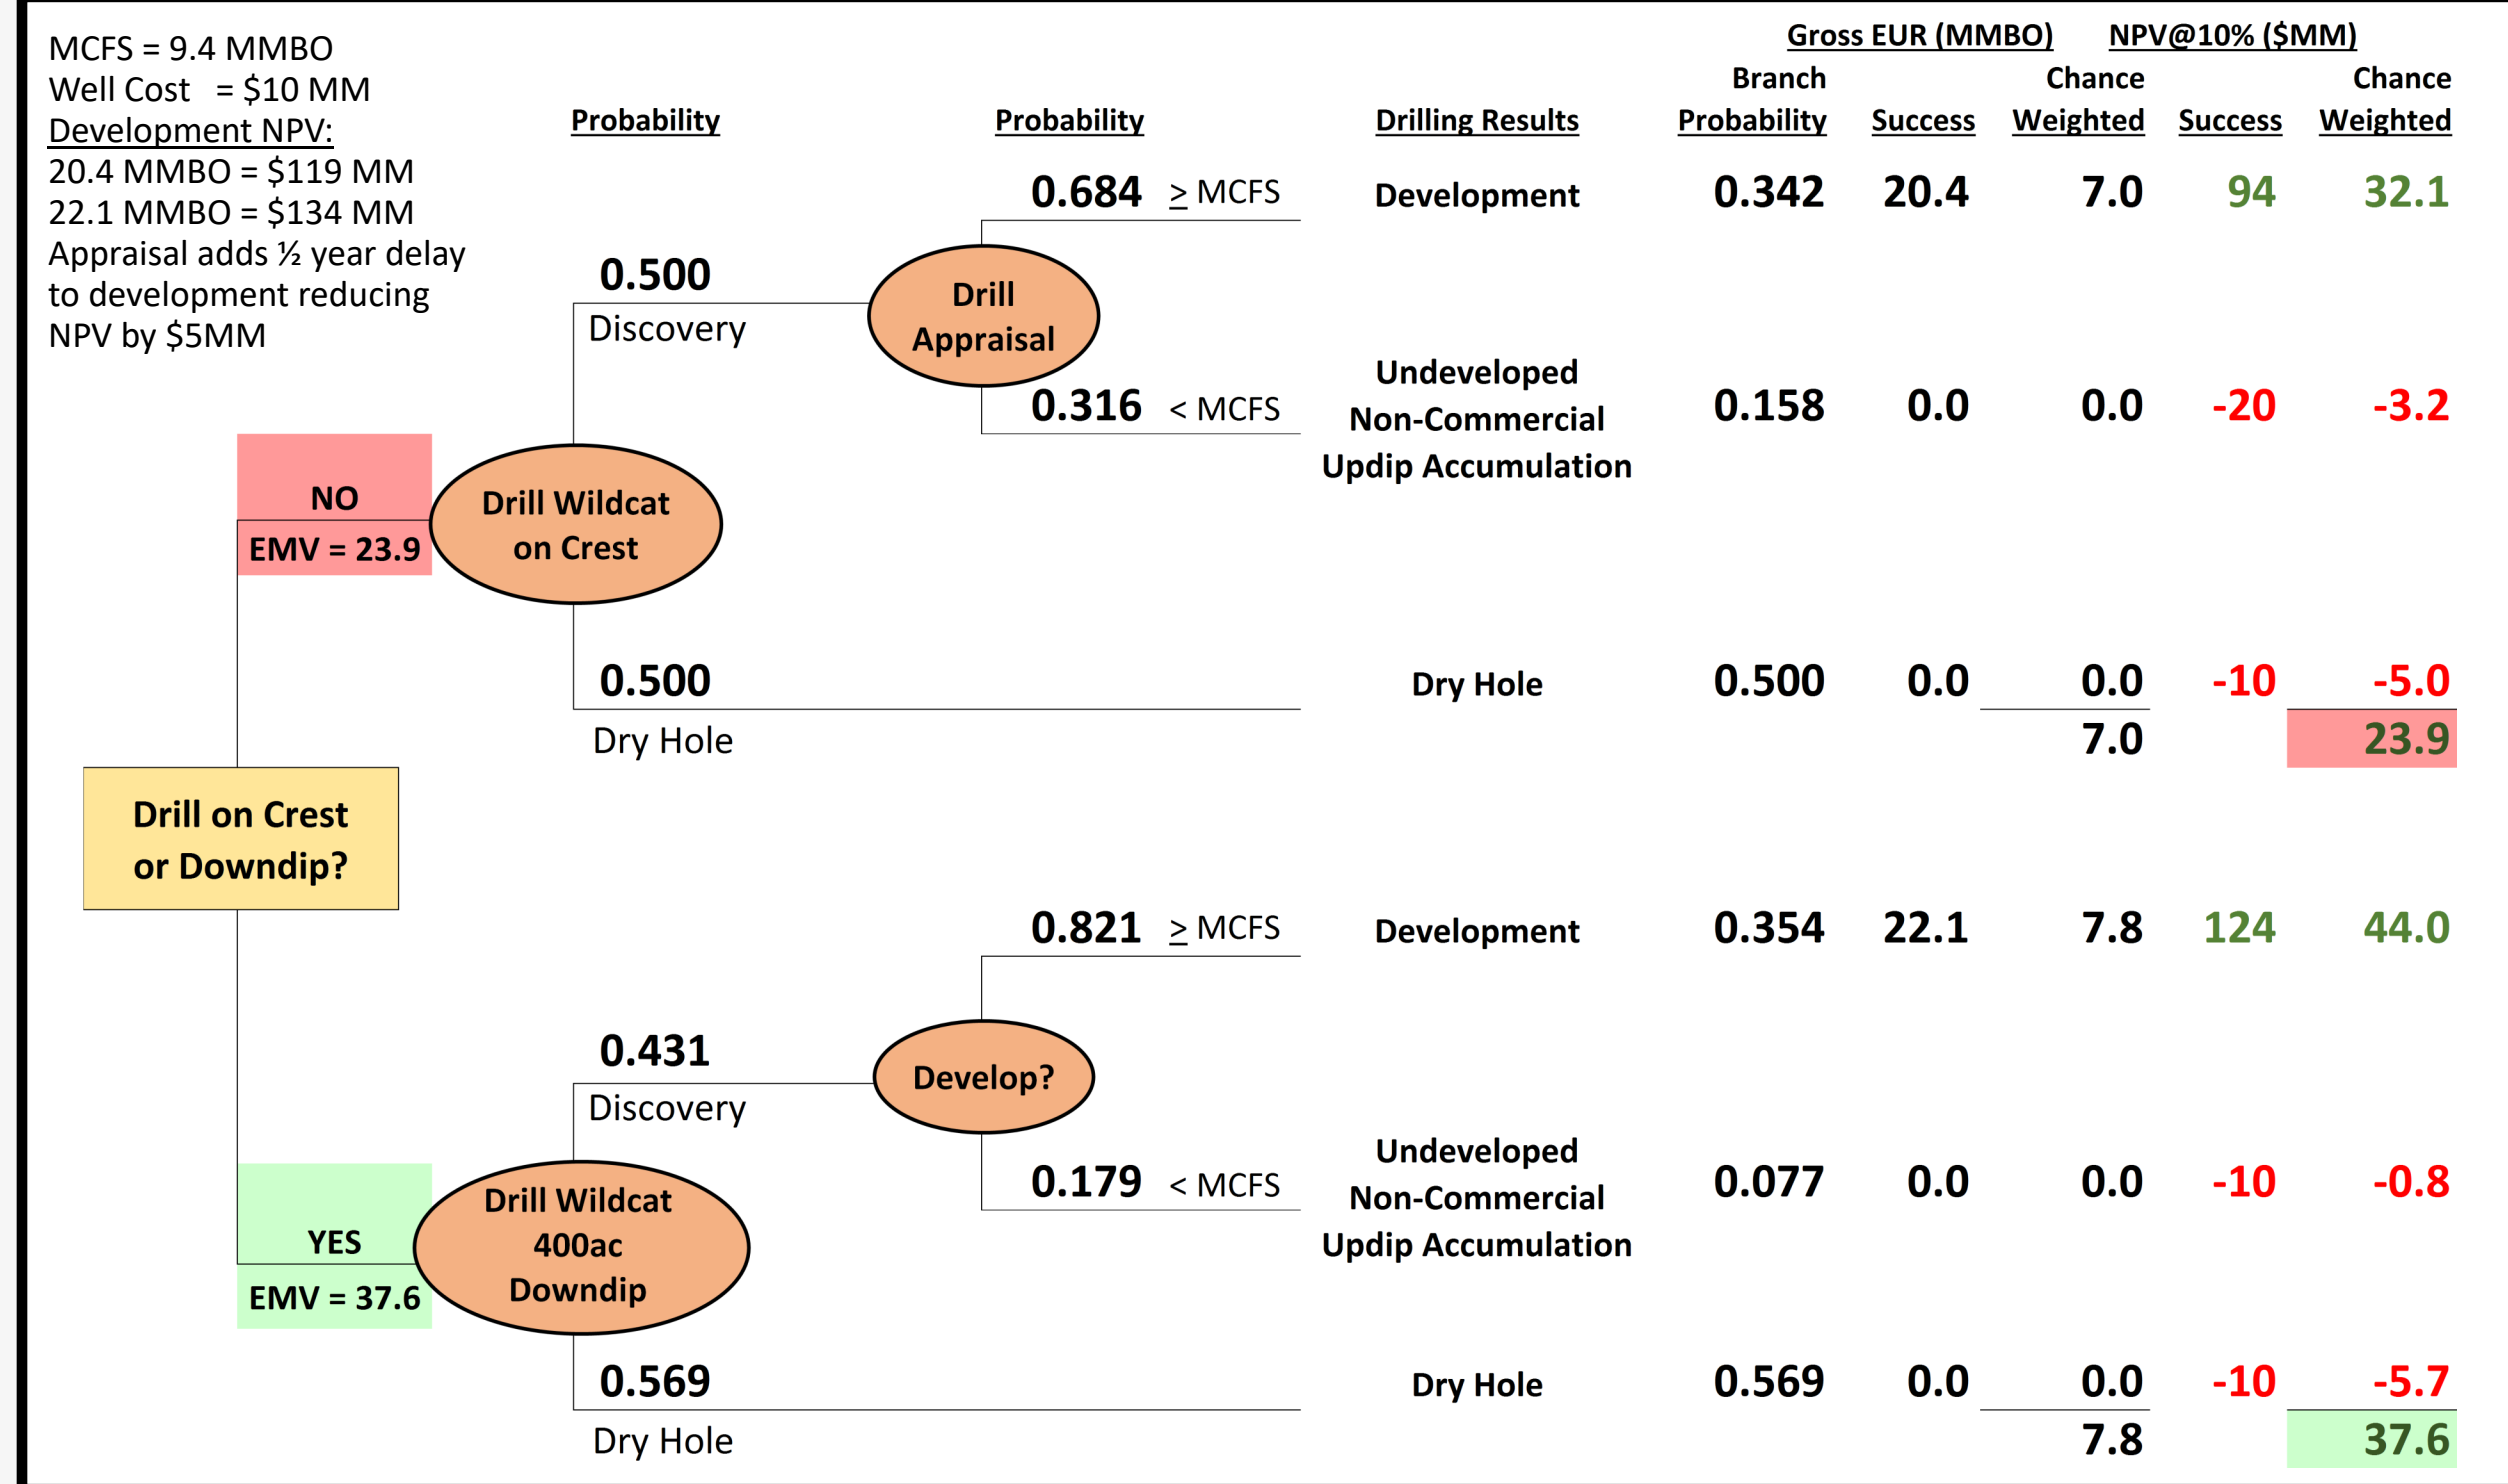 MCFS = 9.4 MMBO
Well Cost = $10 MM
Development NPV:
20.4 MMBO = $119 MM
22.1 MMBO = $134 MM
Appraisal adds ½ year delay
to development reducing
NPV by $5MM
Gross EUR (MMBO) NPV@10% ($MM)
Branch Chance Chance
Probability Probability Drilling Results Probability Success Weighted Success Weighted
0.684 ≥ MCFS Development 0.342 20.4 7.0 94 32.1
0.500
Discovery
Drill
Appraisal
0.316 < MCFS
Undeveloped
Non-Commercial
Updip Accumulation
0.158 0.0 0.0 -20 -3.2
NO
EMV = 23.9
Drill Wildcat
on Crest
0.500
Dry Hole
Dry Hole 0.500 0.0 0.0 -10 -5.0
7.0 23.9
Drill on Crest
or Downdip?
0.821 ≥ MCFS Development 0.354 22.1 7.8 124 44.0
0.431
Discovery
Develop?
0.179 < MCFS
Undeveloped
Non-Commercial
Updip Accumulation
0.077 0.0 0.0 -10 -0.8
YES
EMV = 37.6
Drill Wildcat
400ac
Downdip
0.569
Dry Hole
Dry Hole 0.569 0.0 0.0 -10 -5.7
7.8 37.6